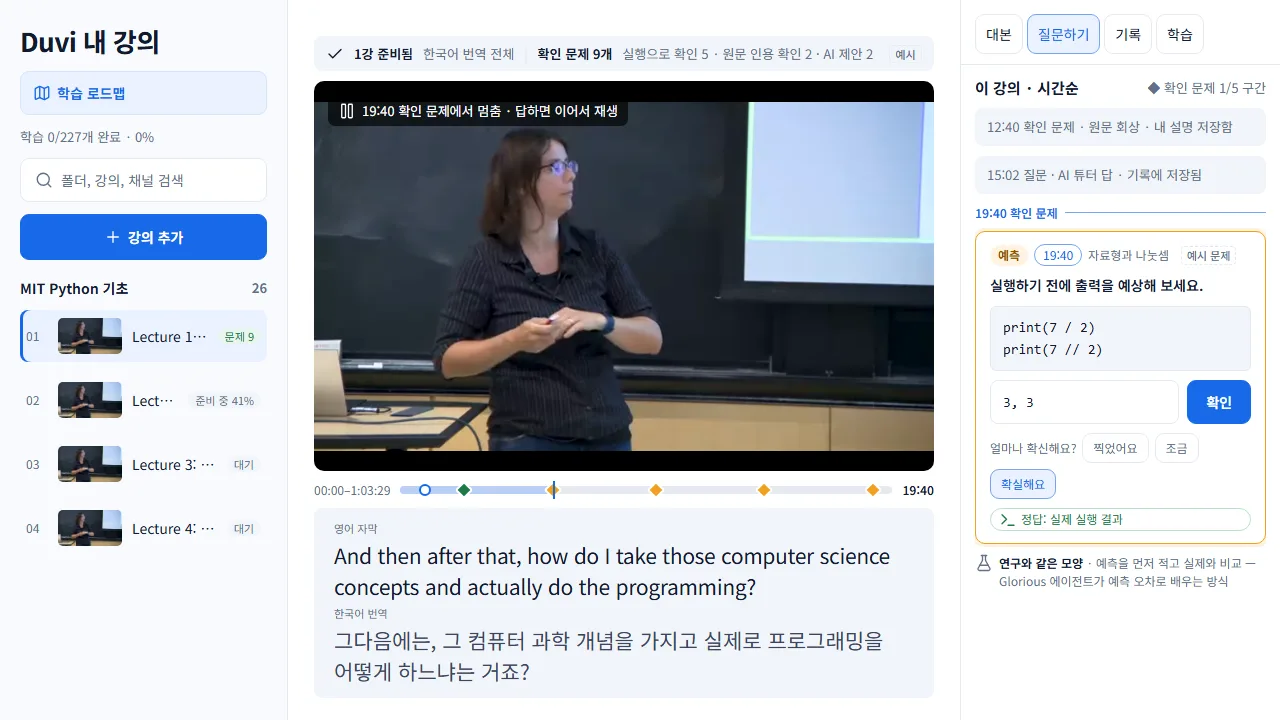 Duvi 내 강의
학습 로드맵
학습 0/227개 완료 · 0%
폴더, 강의, 채널 검색
+ 강의 추가
MIT Python 기초 26
01 Lecture 1··· 문제 9
02 Lect··· 준비 중 41%
03 Lecture 3: ··· 대기
04 Lecture 4: ··· 대기
1강 준비됨 한국어 번역 전체 확인 문제 9개 실행으로 확인 5 · 원문 인용 확인 2 · AI 제안 2 예시
19:40 확인 문제에서 멈춤 · 답하면 이어서 재생
00:00–1:03:29 19:40
영어 자막
And then after that, how do I take those computer science
concepts and actually do the programming?
한국어 번역
그다음에는, 그 컴퓨터 과학 개념을 가지고 실제로 프로그래밍을
어떻게 하느냐는 거죠?
대본 질문하기 기록 학습
이 강의 · 시간순 ◆ 확인 문제 1/5 구간
12:40 확인 문제 · 원문 회상 · 내 설명 저장함
15:02 질문 · AI 튜터 답 · 기록에 저장됨
19:40 확인 문제
예측 19:40 자료형과 나눗셈 예시 문제
실행하기 전에 출력을 예상해 보세요.
print(7 / 2)
print(7 // 2)
3, 3 확인
얼마나 확신해요? 찍었어요 조금
확실해요
정답: 실제 실행 결과
연구와 같은 모양 · 예측을 먼저 적고 실제와 비교 —
Glorious 에이전트가 예측 오차로 배우는 방식